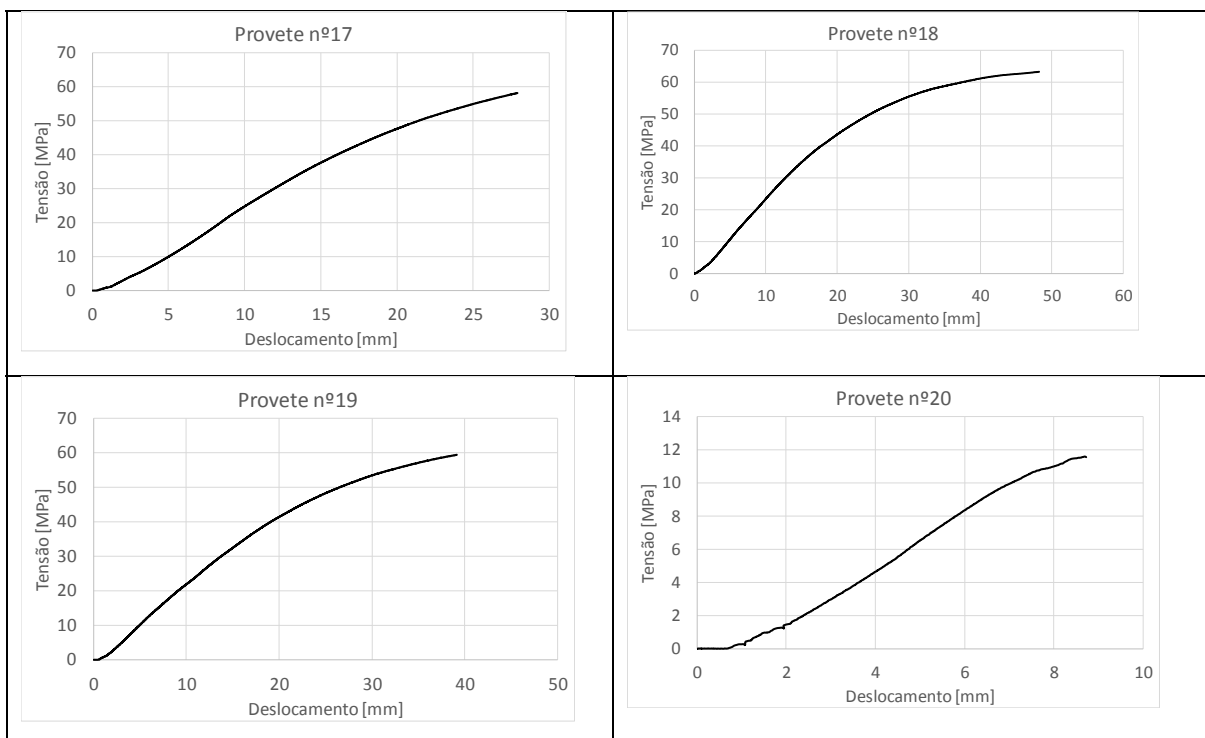 Provete nº17
70
60
50
40
30
20
10
0
Tensão [MPa]
0 5 10 15 20 25 30
Deslocamento [mm]
Provete nº18
70
60
50
40
30
20
10
0
Tensão [MPa]
0 10 20 30 40 50 60
Deslocamento [mm]
Provete nº19
70
60
50
40
30
20
10
0
Tensão [MPa]
0 10 20 30 40 50
Deslocamento [mm]
Provete nº20
14
12
10
8
6
4
2
0
Tensão [MPa]
0 2 4 6 8 10
Deslocamento [mm]